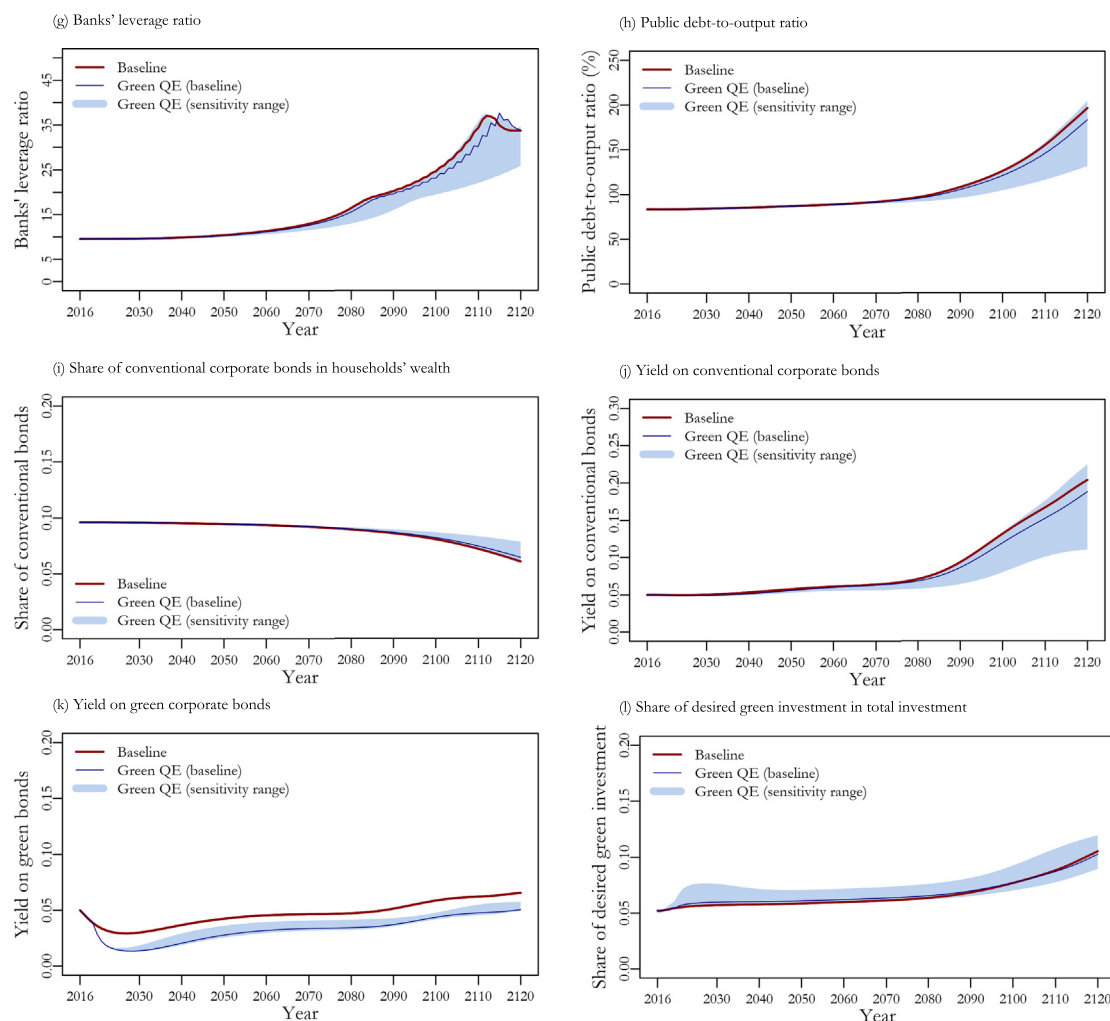 (g) Banks' leverage ratio
Banks' leverage ratio
45
35
25
15
5
0
Baseline
Green QE (baseline)
Green QE (sensitivity range)
2016 2030 2040 2050 2060 2070 2080 2090 2100 2110 2120
Year
(h) Public debt-to-output ratio
Public debt-to-output ratio (%)
250
200
150
100
50
0
Baseline
Green QE (baseline)
Green QE (sensitivity range)
2016 2030 2040 2050 2060 2070 2080 2090 2100 2110 2120
Year
(i) Share of conventional corporate bonds in households' wealth
Share of conventional bonds
0.20
0.15
0.10
0.05
0.00
Baseline
Green QE (baseline)
Green QE (sensitivity range)
2016 2030 2040 2050 2060 2070 2080 2090 2100 2110 2120
Year
(j) Yield on conventional corporate bonds
Yield on conventional bonds
0.30
0.25
0.20
0.15
0.10
0.05
0.00
Baseline
Green QE (baseline)
Green QE (sensitivity range)
2016 2030 2040 2050 2060 2070 2080 2090 2100 2110 2120
Year
(k) Yield on green corporate bonds
Yield on green bonds
0.20
0.15
0.10
0.05
0.00
Baseline
Green QE (baseline)
Green QE (sensitivity range)
2016 2030 2040 2050 2060 2070 2080 2090 2100 2110 2120
Year
(l) Share of desired green investment in total investment
Share of desired green investment
0.20
0.15
0.10
0.05
0.00
Baseline
Green QE (baseline)
Green QE (sensitivity range)
2016 2030 2040 2050 2060 2070 2080 2090 2100 2110 2120
Year